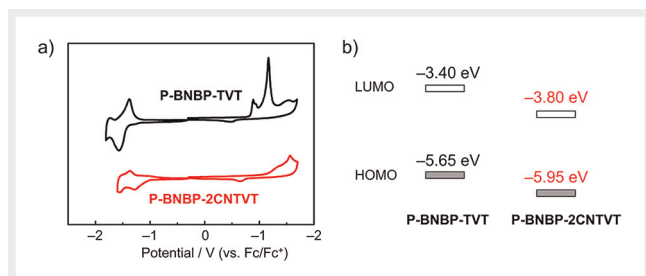 a)
P-BNBP-TVT
P-BNBP-2CNTVT
–2 –1 0 –1 –2
Potential / V (vs. Fc/Fc⁺)
b)
LUMO
–3.40 eV
–3.80 eV
HOMO
–5.65 eV
–5.95 eV
P-BNBP-TVT P-BNBP-2CNTVT